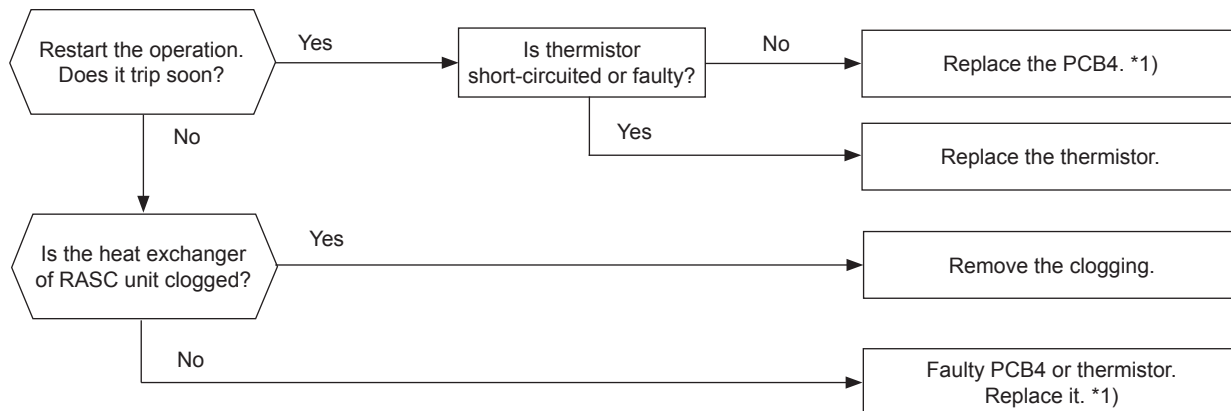 Restart the operation.
Does it trip soon?
Yes
Is thermistor
short-circuited or faulty?
No
Replace the PCB4. *1)
Yes
Replace the thermistor.
No
Is the heat exchanger
of RASC unit clogged?
Yes
Remove the clogging.
No
Faulty PCB4 or thermistor.
Replace it. *1)